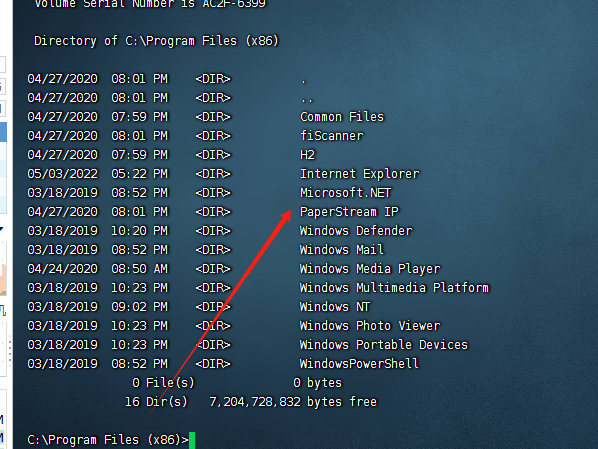 Volume Serial Number is AC2F-6399
Directory of C:\Program Files (x86)
04/27/2020  08:01 PM    <DIR>          .
04/27/2020  08:01 PM    <DIR>          ..
04/27/2020  07:59 PM    <DIR>          Common Files
04/27/2020  08:01 PM    <DIR>          fiScanner
04/27/2020  07:59 PM    <DIR>          H2
05/03/2022  05:22 PM    <DIR>          Internet Explorer
03/18/2019  08:52 PM    <DIR>          Microsoft.NET
04/27/2020  08:01 PM    <DIR>          PaperStream IP
03/18/2019  10:20 PM    <DIR>          Windows Defender
03/18/2019  08:52 PM    <DIR>          Windows Mail
04/24/2020  08:50 AM    <DIR>          Windows Media Player
03/18/2019  10:23 PM    <DIR>          Windows Multimedia Platform
03/18/2019  09:02 PM    <DIR>          Windows NT
03/18/2019  10:23 PM    <DIR>          Windows Photo Viewer
03/18/2019  10:23 PM    <DIR>          Windows Portable Devices
03/18/2019  08:52 PM    <DIR>          WindowsPowerShell
0 File(s)              0 bytes
16 Dir(s)   7,204,728,832 bytes free
C:\Program Files (x86)>